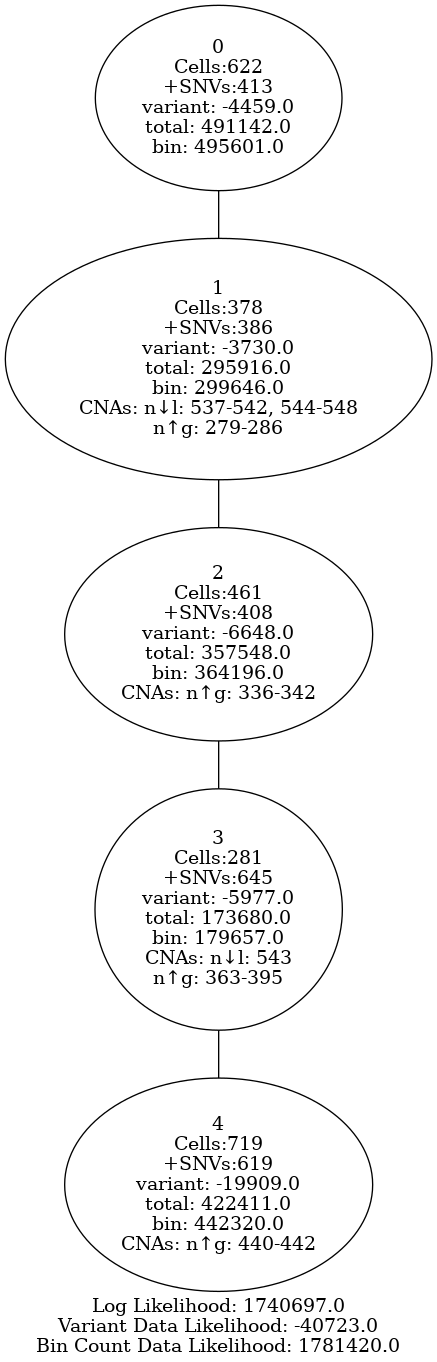 0
Cells:622
+SNVs:413
variant: -4459.0
total: 491142.0
bin: 495601.0
1
Cells:378
+SNVs:386
variant: -3730.0
total: 295916.0
bin: 299646.0
CNAs: n↓l: 537-542, 544-548
n↑g: 279-286
2
Cells:461
+SNVs:408
variant: -6648.0
total: 357548.0
bin: 364196.0
CNAs: n↑g: 336-342
3
Cells:281
+SNVs:645
variant: -5977.0
total: 173680.0
bin: 179657.0
CNAs: n↓l: 543
n↑g: 363-395
4
Cells:719
+SNVs:619
variant: -19909.0
total: 422411.0
bin: 442320.0
CNAs: n↑g: 440-442
Log Likelihood: 1740697.0
Variant Data Likelihood: -40723.0
Bin Count Data Likelihood: 1781420.0